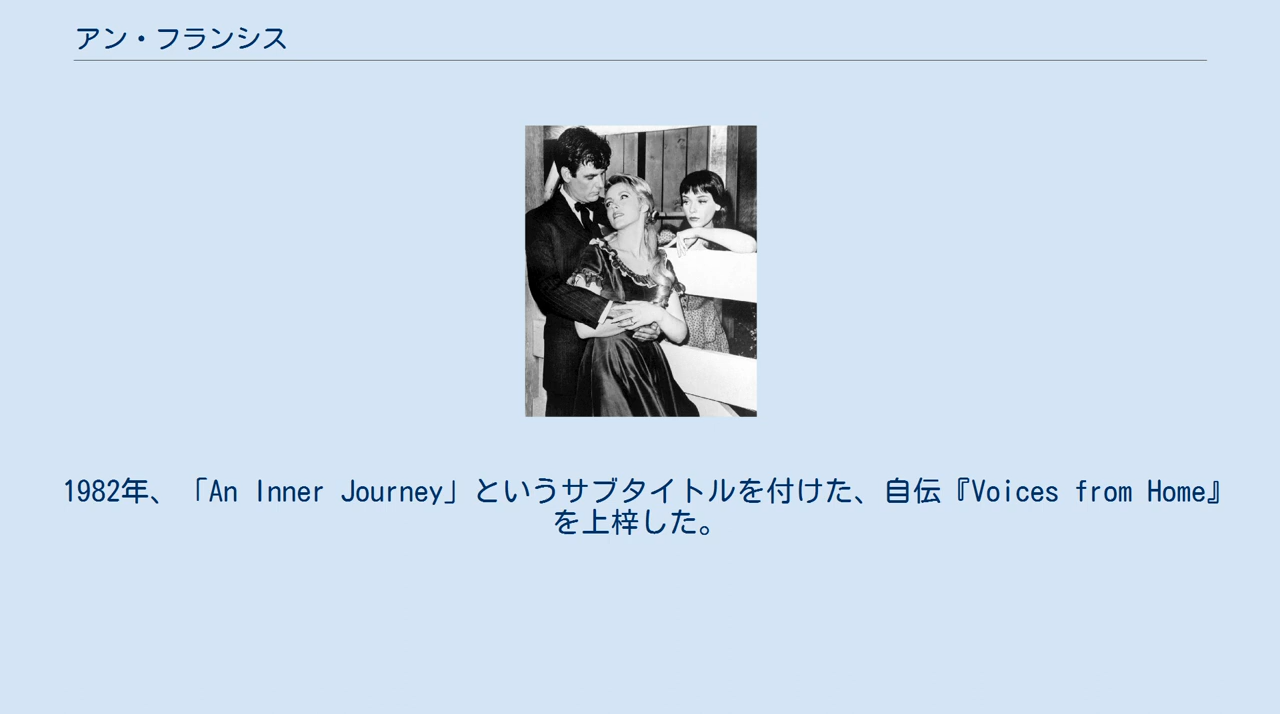 アン・フランシス
1982年、「An Inner Journey」というサブタイトルを付けた、自伝『Voices from Home』
を上梓した。